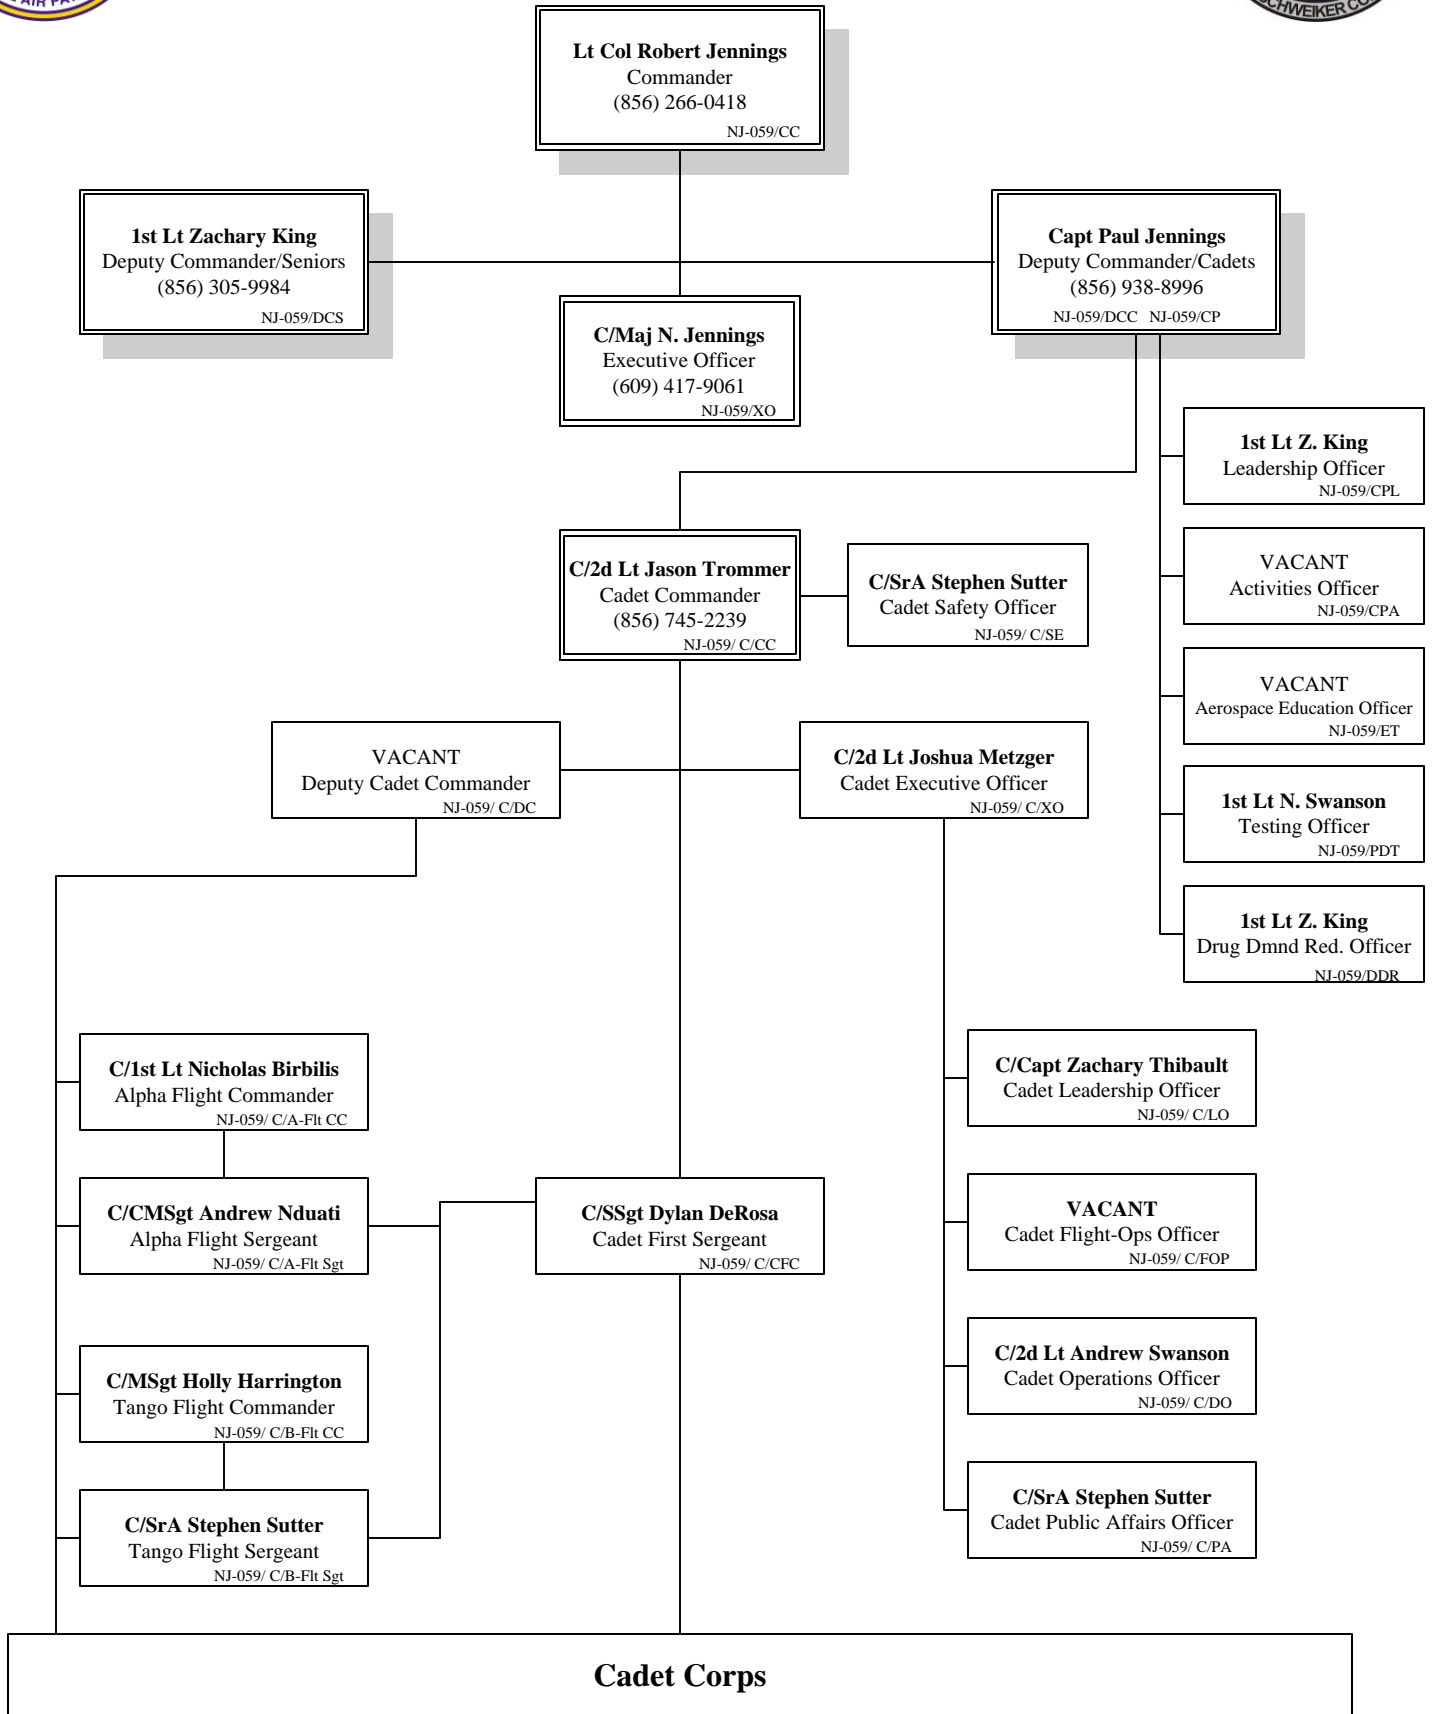 AIR PA
SCHWEIKER CO
Lt Col Robert Jennings
Commander
(856) 266-0418
NJ-059/CC
1st Lt Zachary King
Deputy Commander/Seniors
(856) 305-9984
NJ-059/DCS
Capt Paul Jennings
Deputy Commander/Cadets
(856) 938-8996
NJ-059/DCC NJ-059/CP
C/Maj N. Jennings
Executive Officer
(609) 417-9061
NJ-059/XO
1st Lt Z. King
Leadership Officer
NJ-059/CPL
VACANT
Activities Officer
NJ-059/CPA
VACANT
Aerospace Education Officer
NJ-059/ET
1st Lt N. Swanson
Testing Officer
NJ-059/PDT
1st Lt Z. King
Drug Dmnd Red. Officer
NJ-059/DDR
C/2d Lt Jason Trommer
Cadet Commander
(856) 745-2239
NJ-059/ C/CC
C/SrA Stephen Sutter
Cadet Safety Officer
NJ-059/ C/SE
VACANT
Deputy Cadet Commander
NJ-059/ C/DC
C/2d Lt Joshua Metzger
Cadet Executive Officer
NJ-059/ C/XO
C/1st Lt Nicholas Birbilis
Alpha Flight Commander
NJ-059/ C/A-Flt CC
C/CMSgt Andrew Nduati
Alpha Flight Sergeant
NJ-059/ C/A-Flt Sgt
C/MSgt Holly Harrington
Tango Flight Commander
NJ-059/ C/B-Flt CC
C/SrA Stephen Sutter
Tango Flight Sergeant
NJ-059/ C/B-Flt Sgt
C/SSgt Dylan DeRosa
Cadet First Sergeant
NJ-059/ C/CFC
C/Capt Zachary Thibault
Cadet Leadership Officer
NJ-059/ C/LO
VACANT
Cadet Flight-Ops Officer
NJ-059/ C/FOP
C/2d Lt Andrew Swanson
Cadet Operations Officer
NJ-059/ C/DO
C/SrA Stephen Sutter
Cadet Public Affairs Officer
NJ-059/ C/PA
Cadet Corps